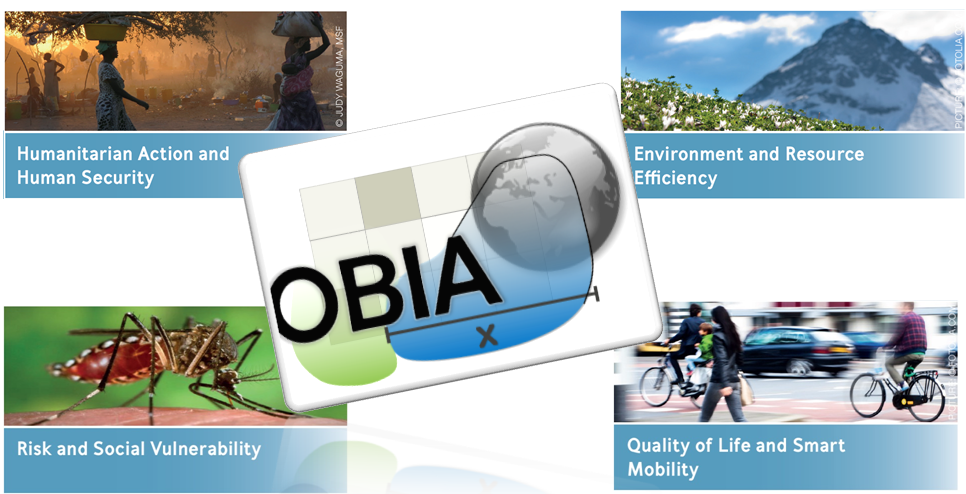 © JUDY WAGUMA, MSF
Humanitarian Action and
Human Security
Environment and Resource
Efficiency
OBIA
X
Risk and Social Vulnerability
Quality of Life and Smart
Mobility